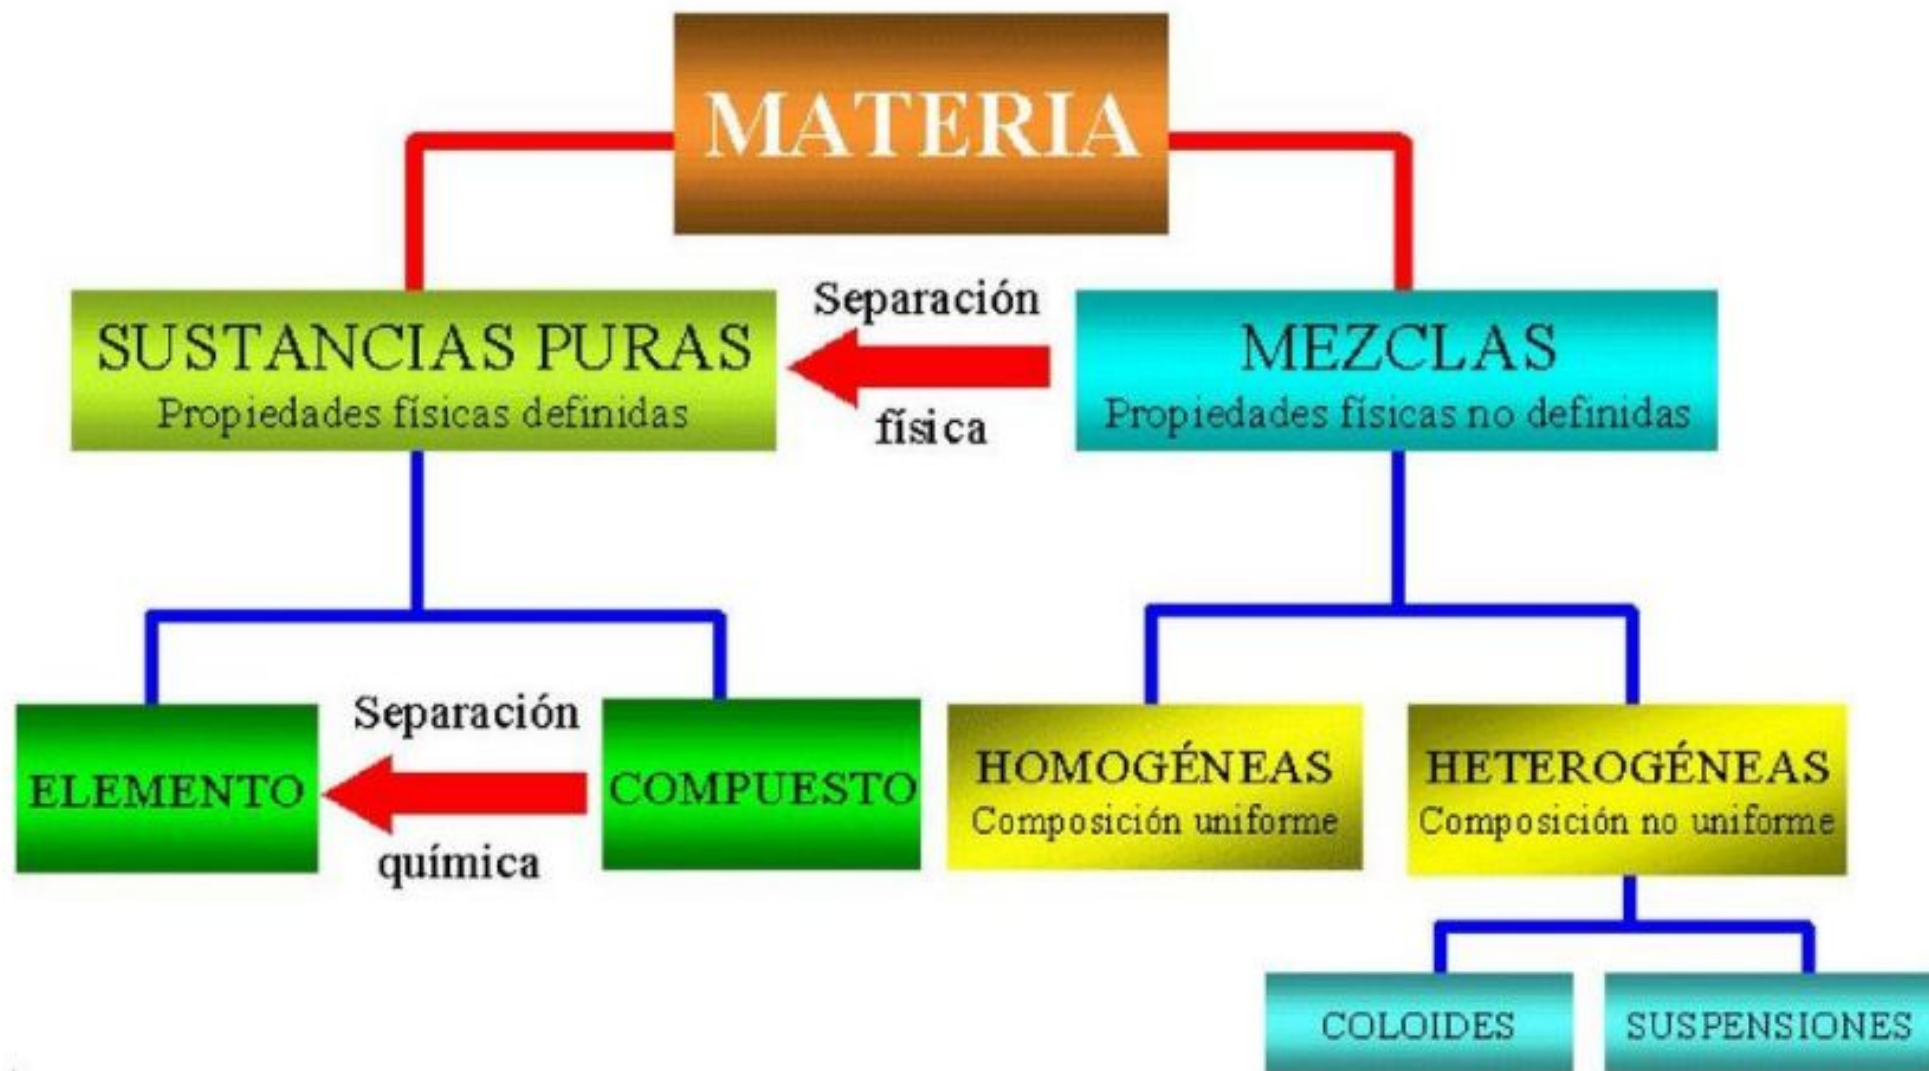 MATERIA
SUSTANCIAS PURAS
Propiedades físicas definidas
Separación
física
MEZCLAS
Propiedades físicas no definidas
ELEMENTO
Separación
química
COMPUESTO
HOMOGÉNEAS
Composición uniforme
HETEROGÉNEAS
Composición no uniforme
COLOIDES
SUSPENSIONES